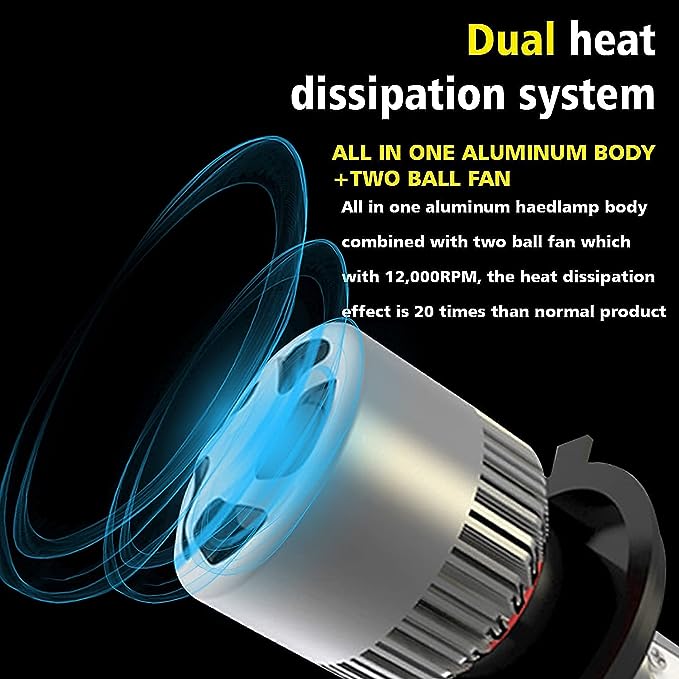 Dual heat
dissipation system
ALL IN ONE ALUMINUM BODY
+TWO BALL FAN
All in one aluminum haedlamp body
combined with two ball fan which
with 12,000RPM, the heat dissipation
effect is 20 times than normal product